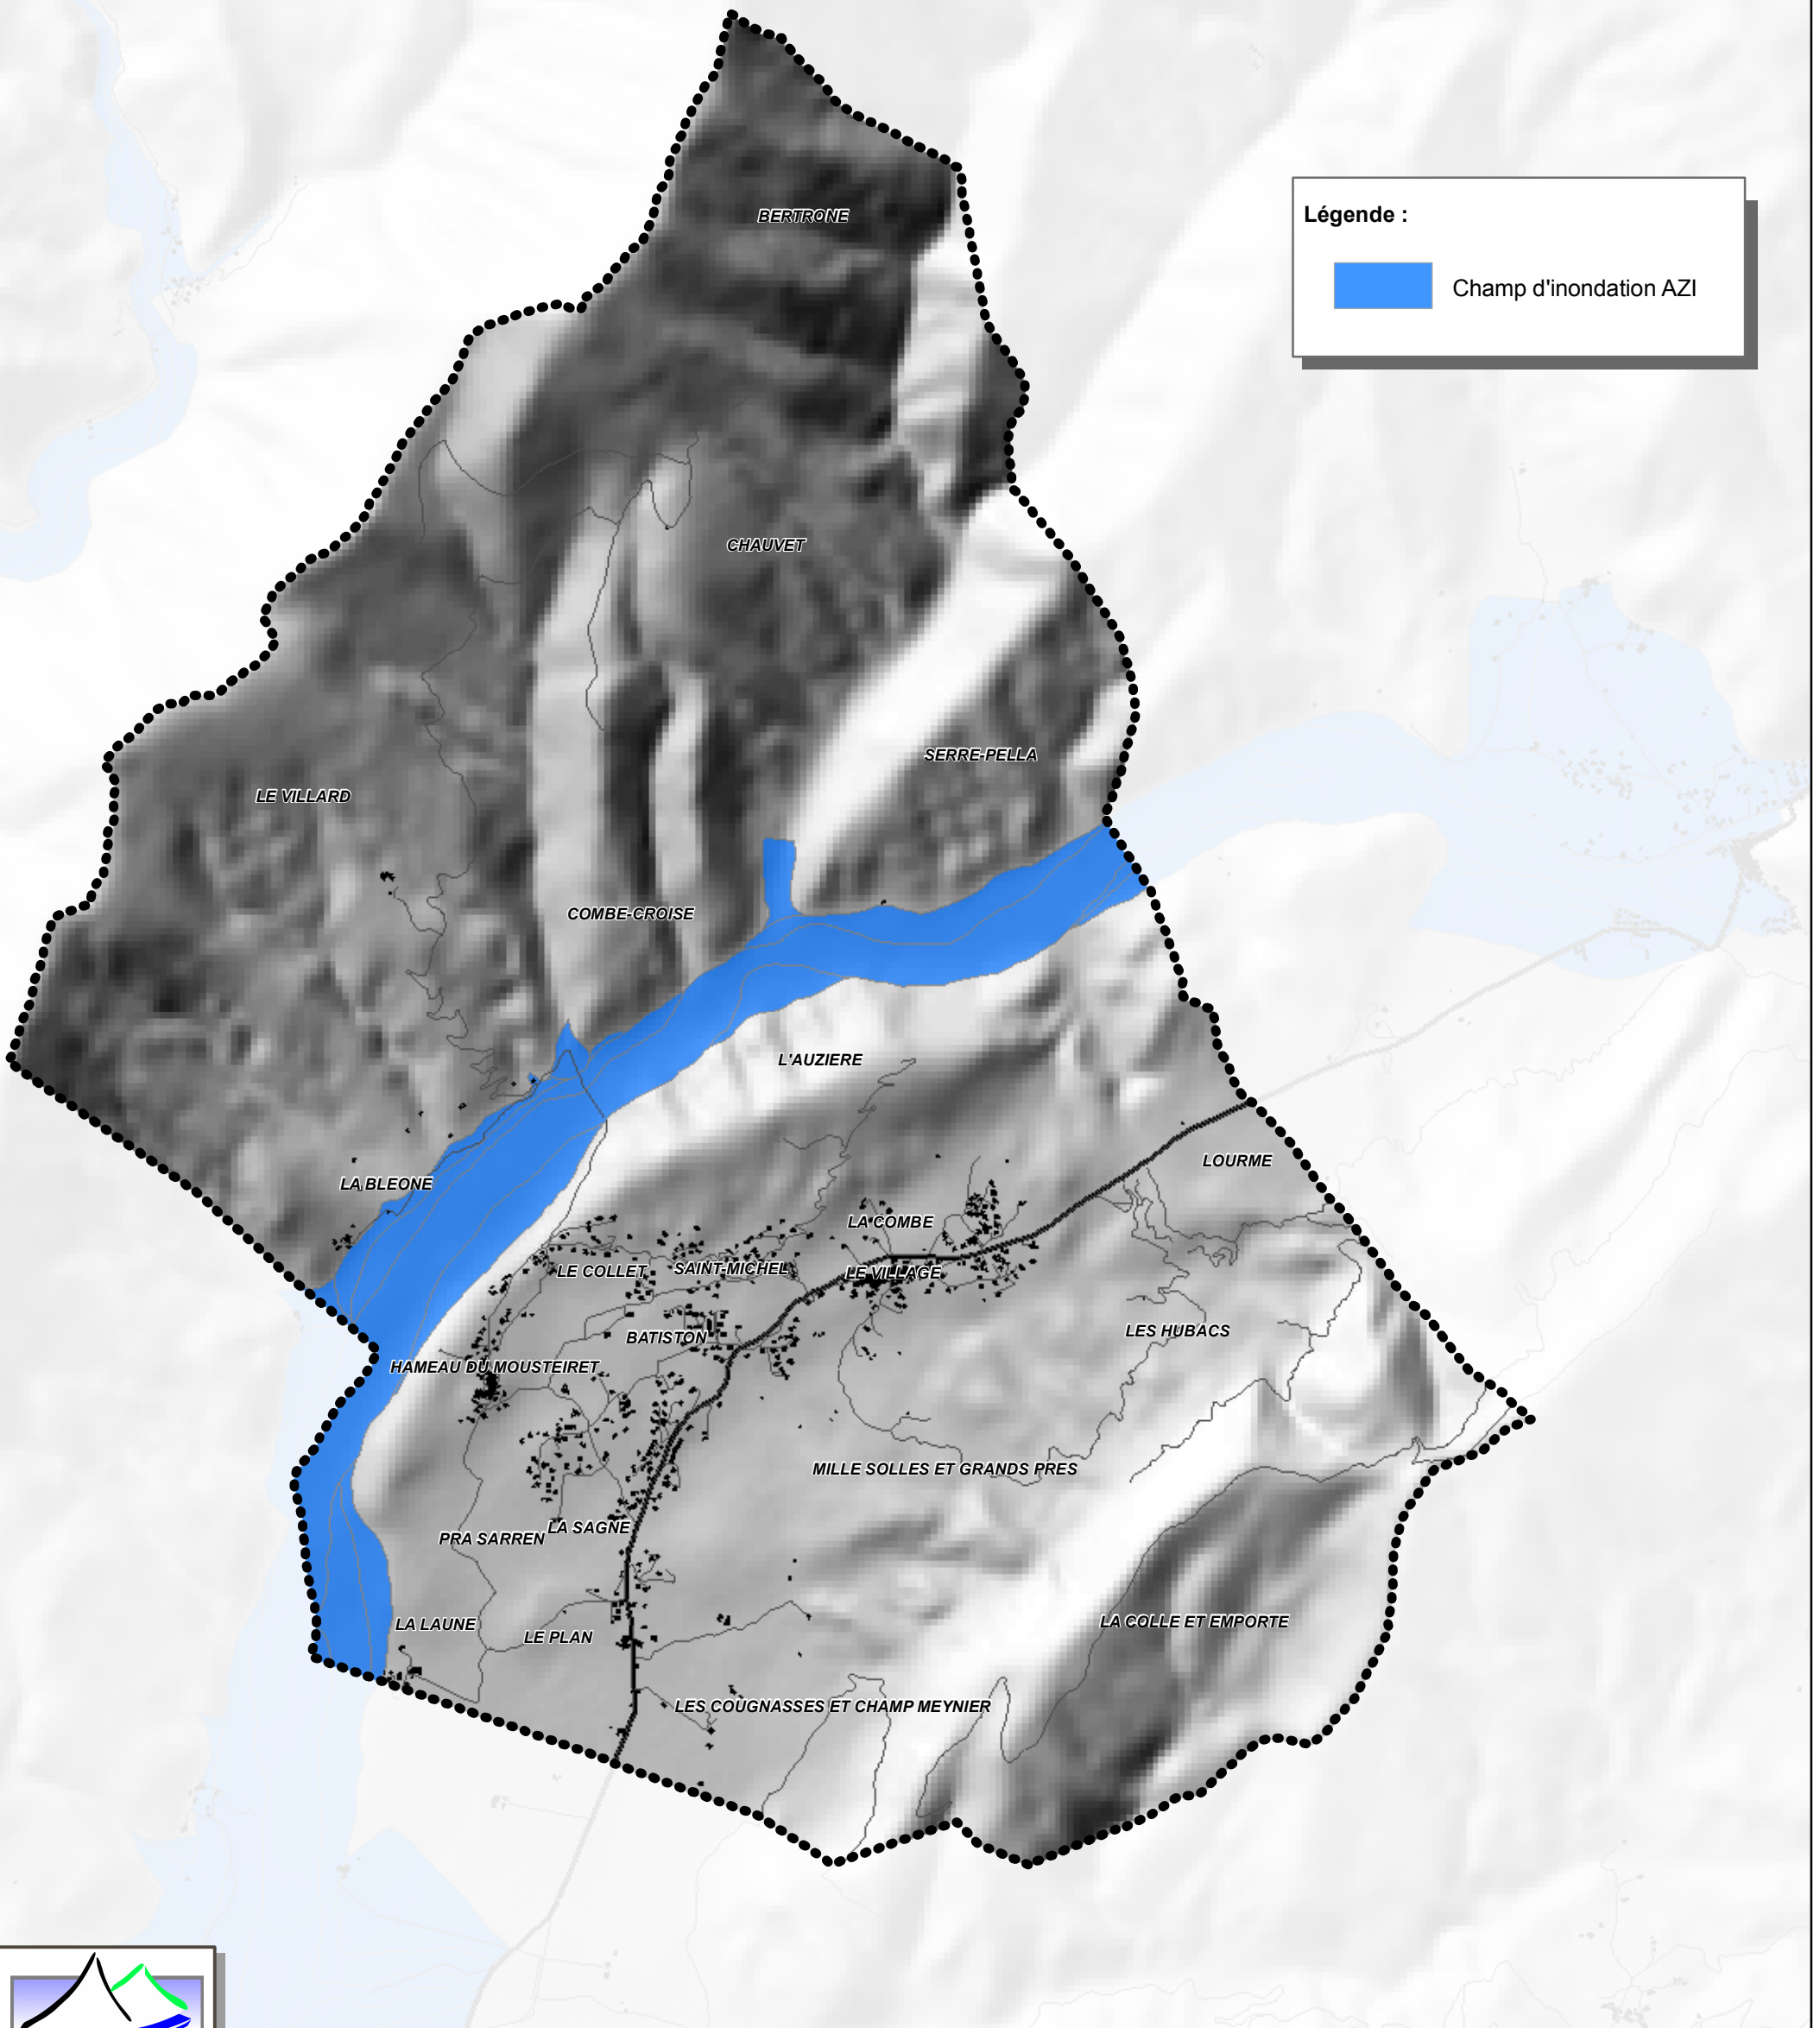 BERTRONE
Légende :
Champ d'inondation AZI
CHAUVET
SERRE-PELLA
LE VILLARD
COMBE-CROISE
L'AUZIERE
LOURME
LA BLEONE
LA COMBE
LE COLLET
SAINT-MICHEL
LE VILLAGE
BATISTON
LES HUBACS
HAMEAU DU MOUSTEIRET
MILLE SOLLES ET GRANDS PRES
LA SAGNE
PRA SARREN
LA LAUNE
LE PLAN
LA COLLE ET EMPORTE
LES COUGNASSES ET CHAMP MEYNIER